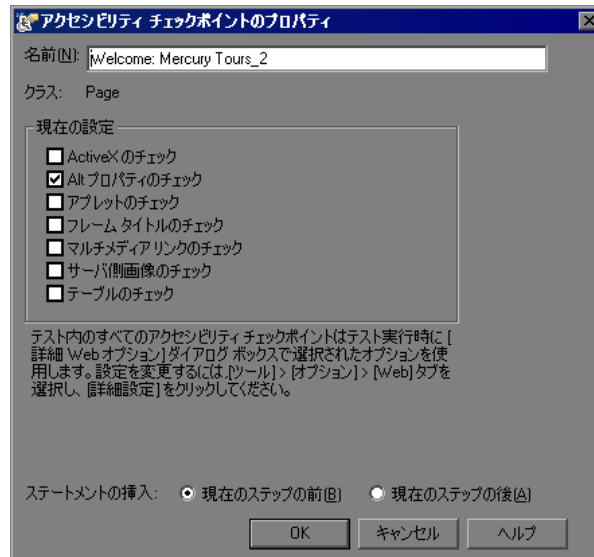 アクセシビリティ チェックポイントのプロパティ
名前(N): Welcome: Mercury Tours_2
クラス: Page
現在の設定
ActiveX のチェック
Alt プロパティのチェック
アプレットのチェック
フレーム タイトルのチェック
マルチメディア リンクのチェック
サーバ側画像のチェック
テーブルのチェック
テスト内のすべてのアクセシビリティ チェックポイントはテスト実行時に [
詳細 Web オプション] ダイアログ ボックスで選択されたオプションを使
用します。設定を変更するには、[ツール] > [オプション] > [Web] タブを
選択し、[詳細設定] をクリックしてください。
ステートメントの挿入: 現在のステップの前(B) 現在のステップの後(A)
OK キャンセル ヘルプ